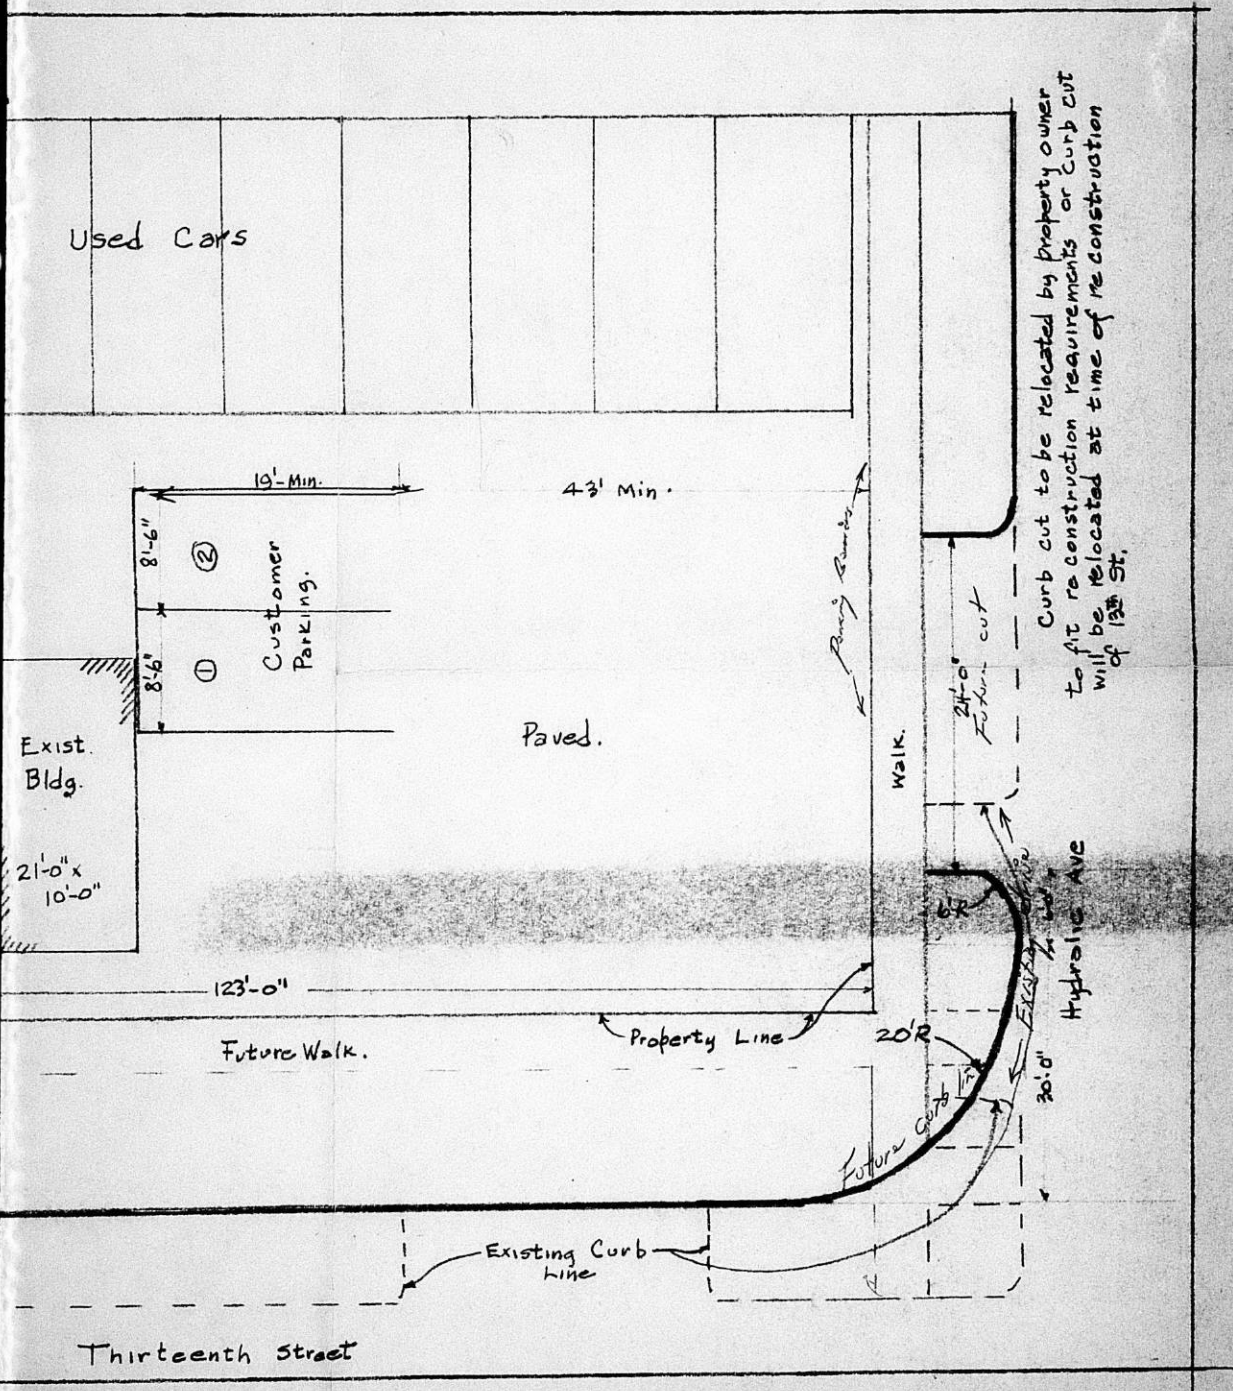 Used Cars
19'-Min.
43' Min.
8'-6"
②
Customer
Parking.
8'-6"
①
Exist.
Bldg.
21'-0" x
10'-0"
Paved.
Walk.
24'-0"
Future cut
Curb cut to be relocated by property owner
to fit reconstruction requirements or curb cut
will be relocated at time of reconstruction
of 13th St.
Hydralic Ave
6'R
123'-0"
Property Line
20'R
30'-0"
Future Walk.
Future Curb
Existing Curb
Line
Thirteenth Street